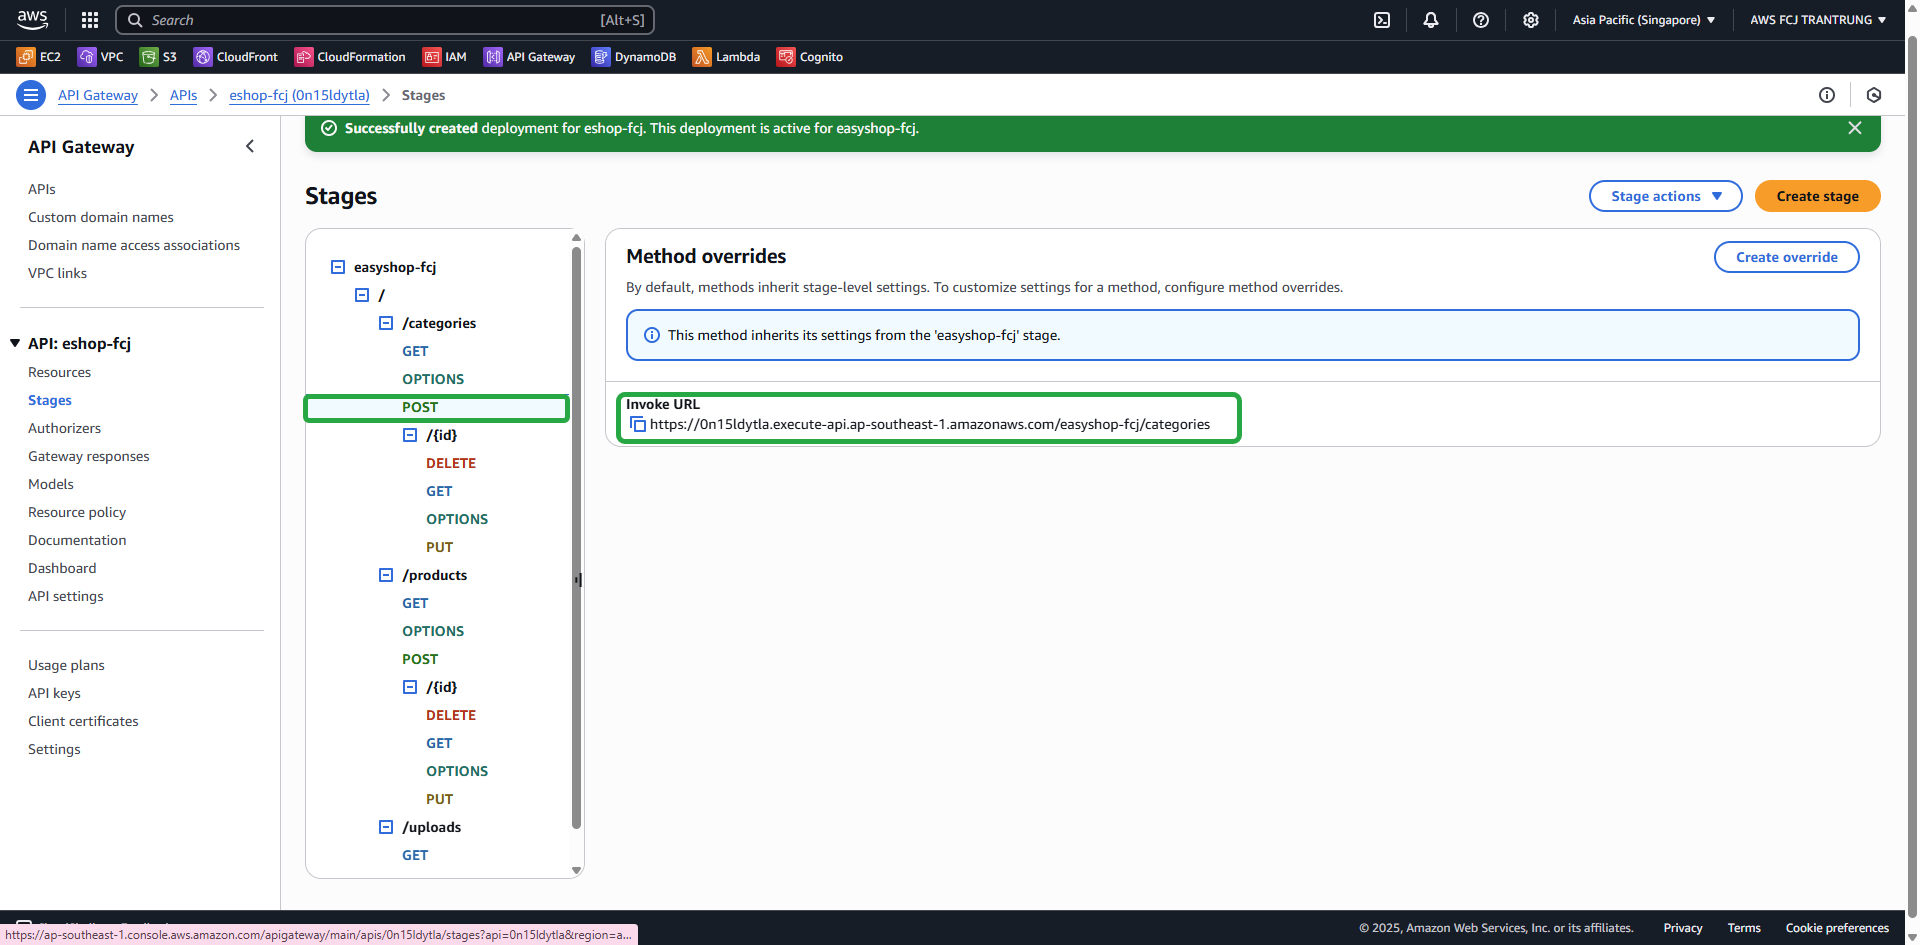 aws
Search [Alt+S]
Asia Pacific (Singapore) AWS FCJ TRANTRUNG
EC2 VPC S3 CloudFront CloudFormation IAM API Gateway DynamoDB Lambda Cognito
API Gateway APIs eshop-fcj (0n15ldytla) Stages
Successfully created deployment for eshop-fcj. This deployment is active for easyshop-fcj.
API Gateway
APIs
Custom domain names
Domain name access associations
VPC links
API: eshop-fcj
Resources
Stages
Authorizers
Gateway responses
Models
Resource policy
Documentation
Dashboard
API settings
Usage plans
API keys
Client certificates
Settings
Stages
Stage actions
Create stage
easyshop-fcj
/
/categories
GET
OPTIONS
POST
/{id}
DELETE
GET
OPTIONS
PUT
/products
GET
OPTIONS
POST
/{id}
DELETE
GET
OPTIONS
PUT
/uploads
GET
Method overrides
Create override
By default, methods inherit stage-level settings. To customize settings for a method, configure method overrides.
This method inherits its settings from the 'easyshop-fcj' stage.
Invoke URL
https://0n15ldytla.execute-api.ap-southeast-1.amazonaws.com/easyshop-fcj/categories
© 2025, Amazon Web Services, Inc. or its affiliates. Privacy Terms Cookie preferences
https://ap-southeast-1.console.aws.amazon.com/apigateway/main/apis/0n15ldytla/stages?api=0n15ldytla&region=a...